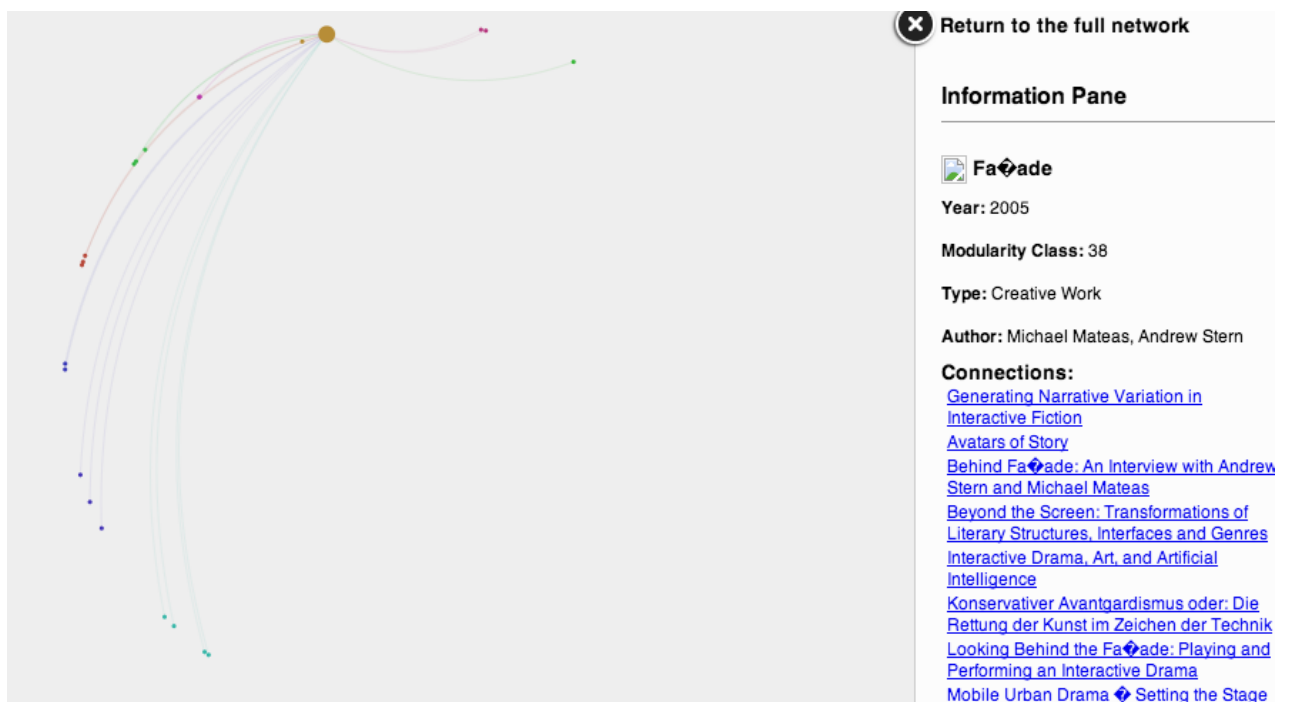 Return to the full network
Information Pane
Fa�ade
Year: 2005
Modularity Class: 38
Type: Creative Work
Author: Michael Mateas, Andrew Stern
Connections:
Generating Narrative Variation in
Interactive Fiction
Avatars of Story
Behind Fa�ade: An Interview with Andrew
Stern and Michael Mateas
Beyond the Screen: Transformations of
Literary Structures, Interfaces and Genres
Interactive Drama, Art, and Artificial
Intelligence
Konservativer Avantgardismus oder: Die
Rettung der Kunst im Zeichen der Technik
Looking Behind the Fa�ade: Playing and
Performing an Interactive Drama
Mobile Urban Drama � Setting the Stage